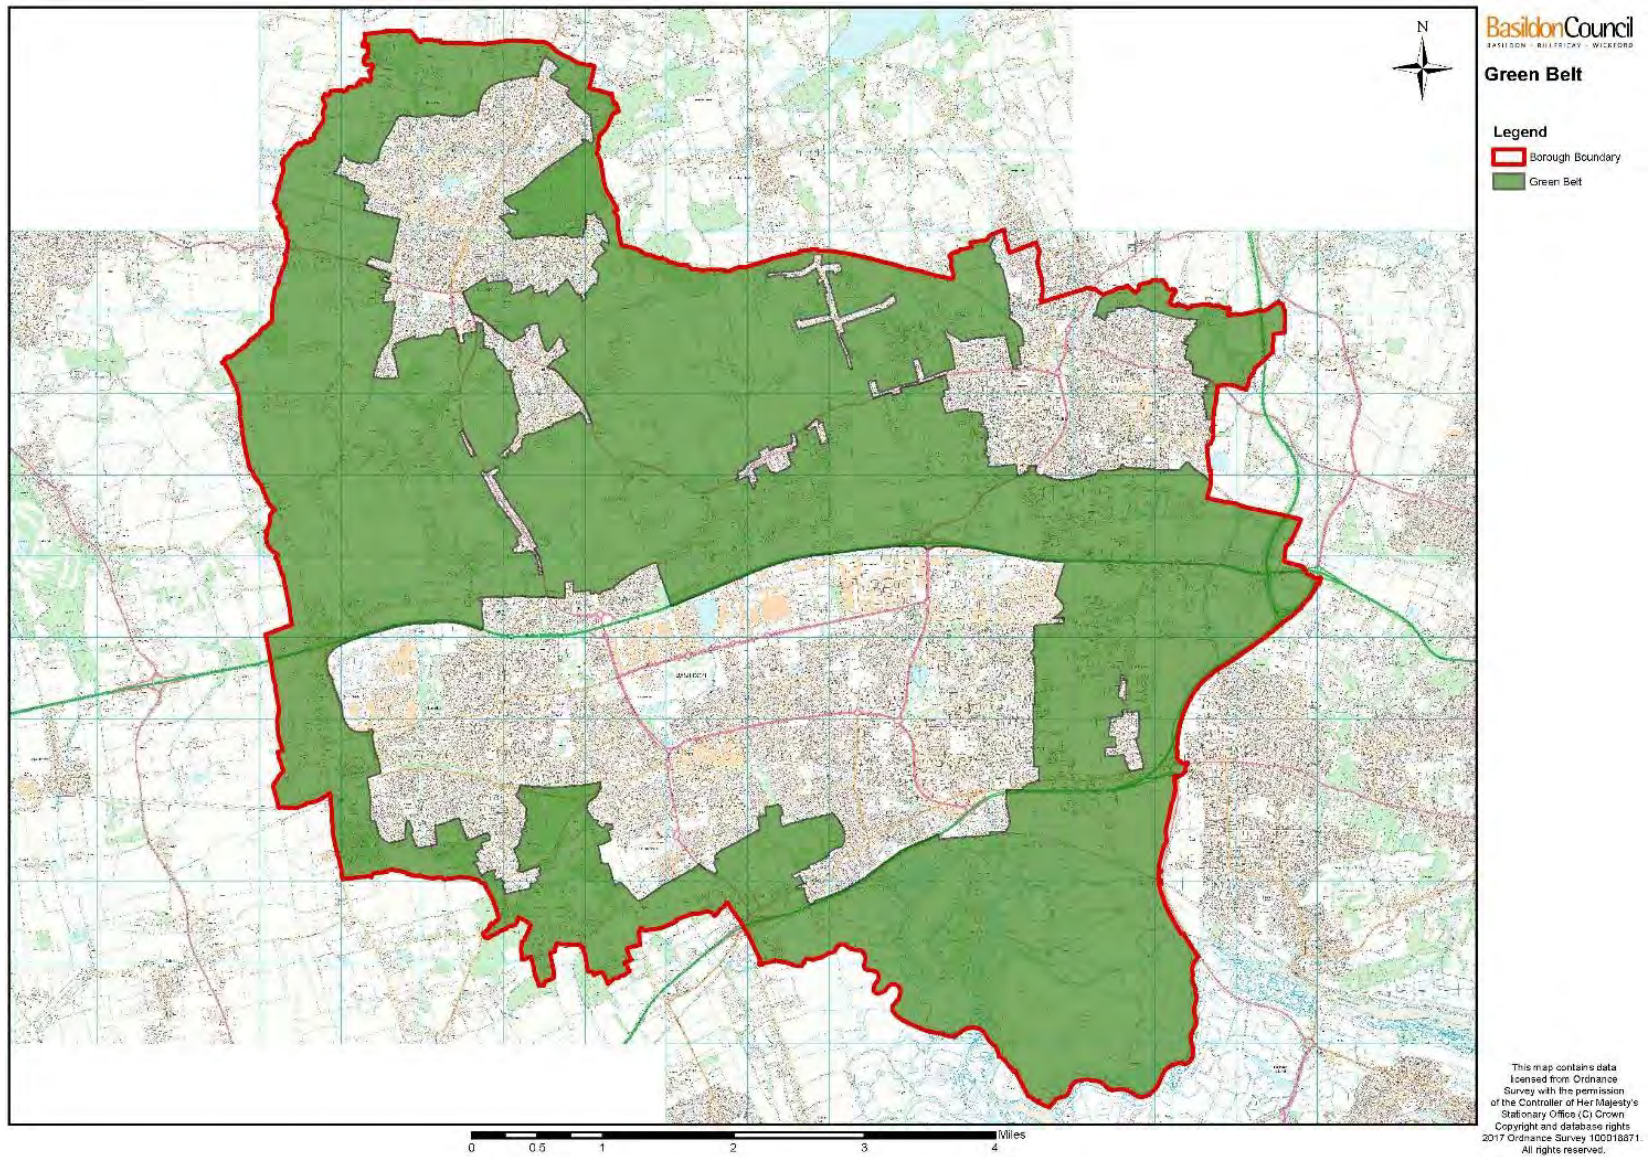 N
BasildonCouncil
BASILDON · BILLERICAY · WICKFORD
Green Belt
Legend
Borough Boundary
Green Belt
BASILDON
0 0.5 1 2 3 4 Miles
This map contains data
licensed from Ordnance
Survey with the permission
of the Controller of Her Majesty's
Stationary Office (C) Crown
Copyright and database rights
2017 Ordnance Survey 100018871.
All rights reserved.